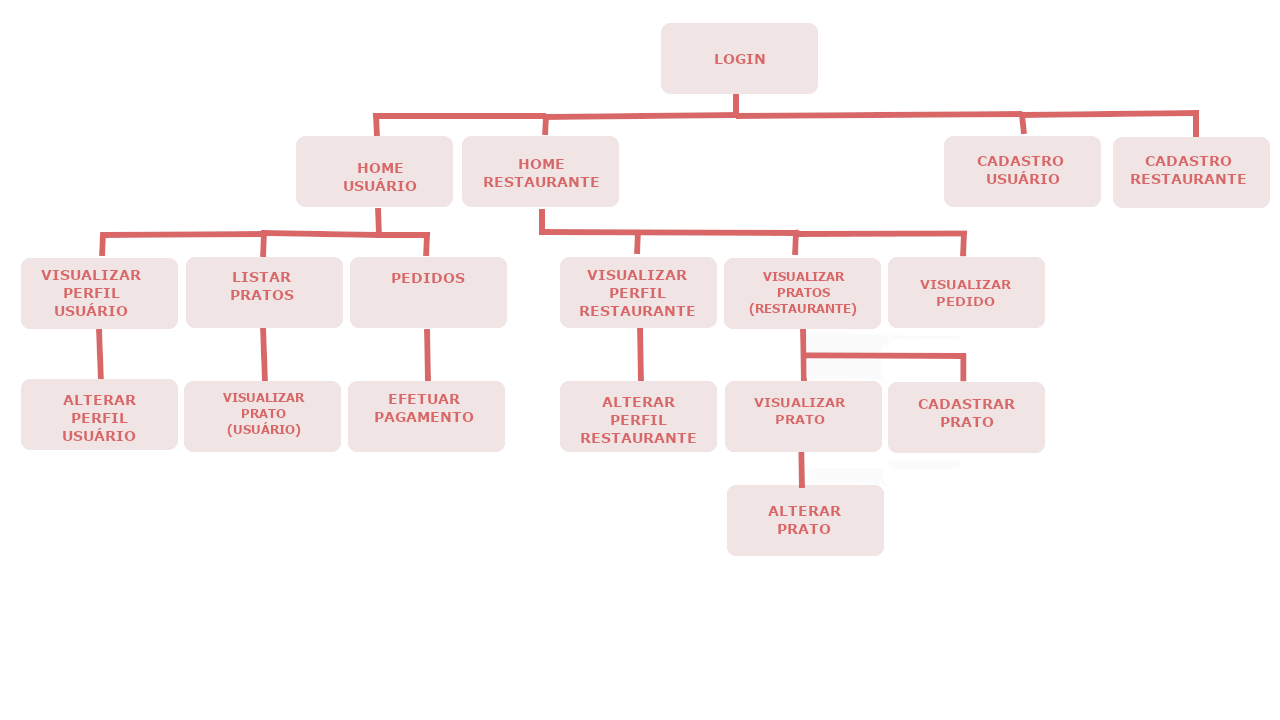 LOGIN
HOME
USUÁRIO
HOME
RESTAURANTE
CADASTRO
USUÁRIO
CADASTRO
RESTAURANTE
VISUALIZAR
PERFIL
USUÁRIO
LISTAR
PRATOS
PEDIDOS
VISUALIZAR
PERFIL
RESTAURANTE
VISUALIZAR
PRATOS
(RESTAURANTE)
VISUALIZAR
PEDIDO
ALTERAR
PERFIL
USUÁRIO
VISUALIZAR
PRATO
(USUÁRIO)
EFETUAR
PAGAMENTO
ALTERAR
PERFIL
RESTAURANTE
VISUALIZAR
PRATO
CADASTRAR
PRATO
ALTERAR
PRATO